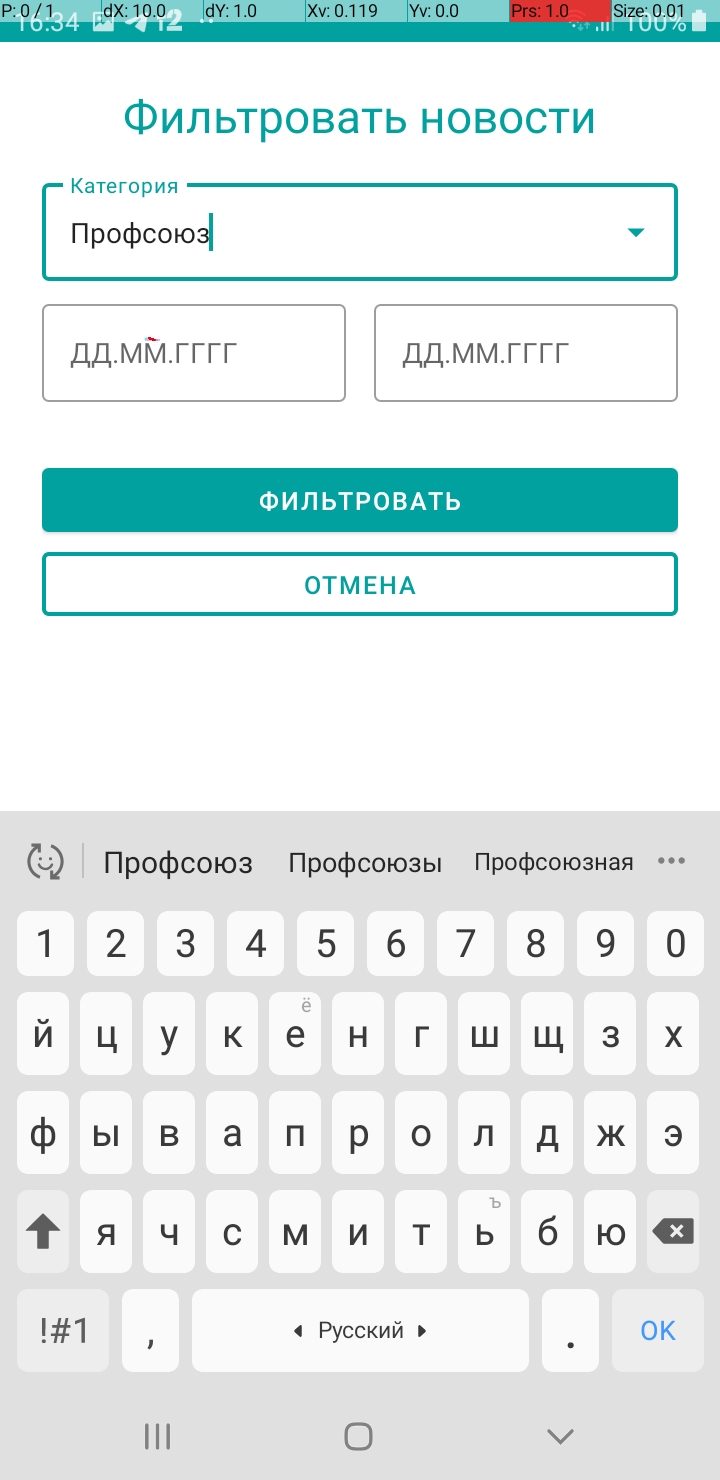 P: 0 / 1 dX: 10.0 dY: 1.0 Xv: 0.119 Yv: 0.0 Prs: 1.0 Size: 0.01
16:34 12 100%
Фильтровать новости
Категория
Профсоюз
ДД.ММ.ГГГГ ДД.ММ.ГГГГ
ФИЛЬТРОВАТЬ
ОТМЕНА
Профсоюз Профсоюзы Профсоюзная
1 2 3 4 5 6 7 8 9 0
ё
й ц у к е н г ш щ з х
ф ы в а п р о л д ж э
ъ
я ч с м и т ь б ю
!#1 , Русский . OK